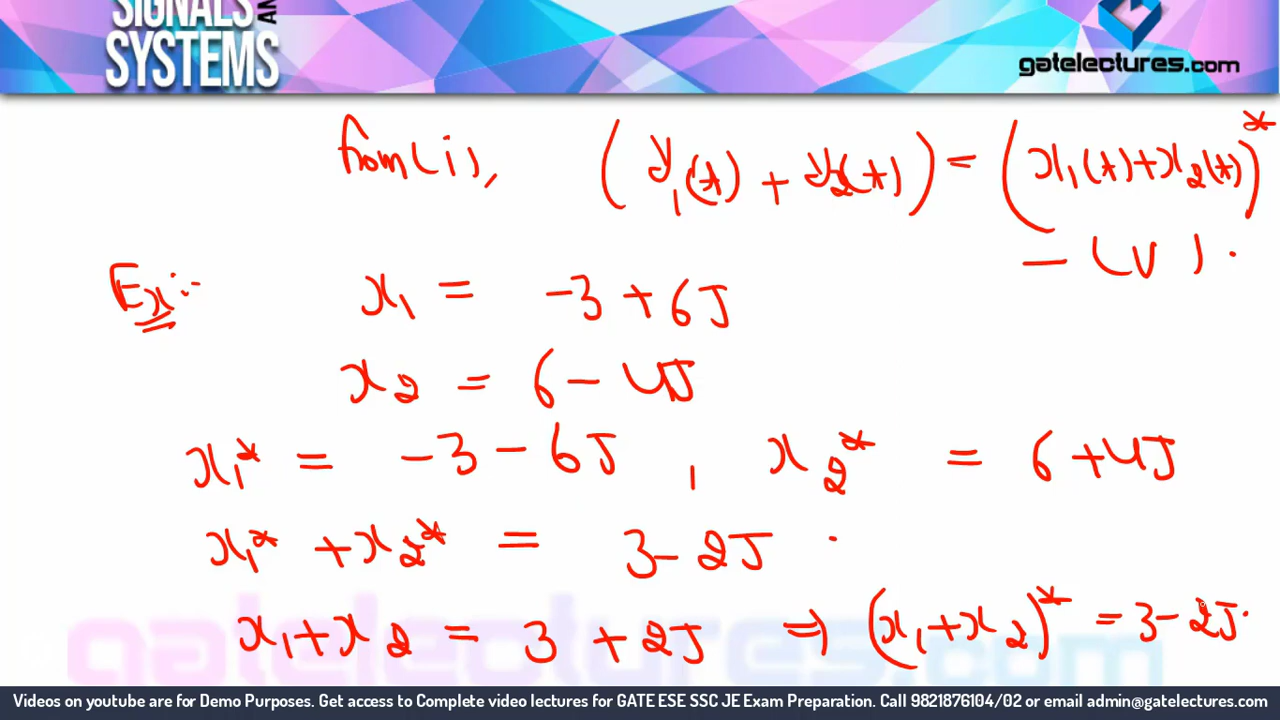 SIGNALS AND
SYSTEMS
gatelectures.com
from (i), (y₁(t) + y₂(t)) = (x₁(t) + x₂(t))*
— (V).
Ex:-
x₁ = -3 + 6J
x₂ = 6 - 4J
x₁* = -3 - 6J , x₂* = 6 + 4J
x₁* + x₂* = 3 - 2J .
x₁ + x₂ = 3 + 2J ⇒ (x₁ + x₂)* = 3 - 2J.
gatelectures.com
Videos on youtube are for Demo Purposes. Get access to Complete video lectures for GATE ESE SSC JE Exam Preparation. Call 9821876104/02 or email admin@gatelectures.com